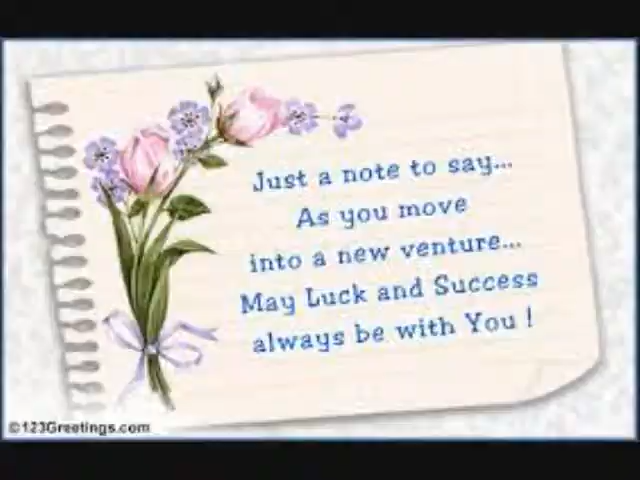 Just a note to say...
As you move
into a new venture...
May Luck and Success
always be with You !
©123Greetings.com